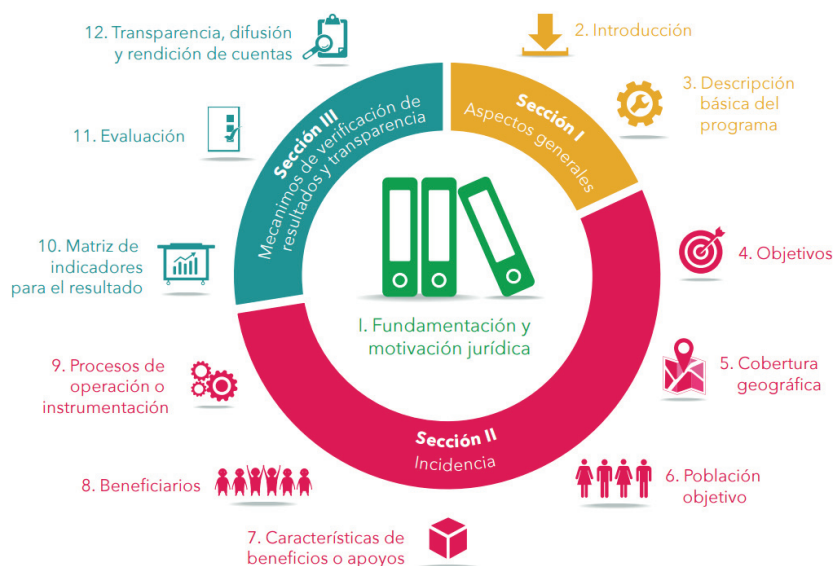 12. Transparencia, difusión
y rendición de cuentas
2. Introducción
3. Descripción
básica del
programa
Sección I
Aspectos generales
11. Evaluación
Sección III
Mecanimos de verificación de
resultados y transparencia
10. Matriz de
indicadores
para el resultado
4. Objetivos
I. Fundamentación y
motivación jurídica
5. Cobertura
geográfica
9. Procesos de
operación o
instrumentación
Sección II
Incidencia
6. Población
objetivo
8. Beneficiarios
7. Características de
beneficios o apoyos